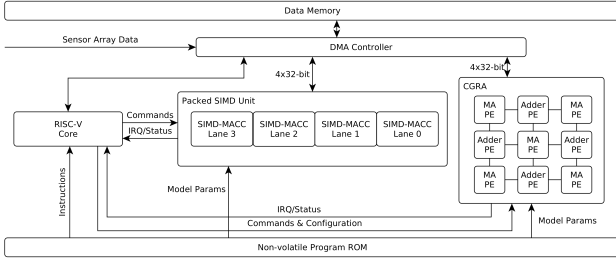 Data Memory
Sensor Array Data
DMA Controller
4x32-bit
4x32-bit
Packed SIMD Unit
CGRA
SIMD-MACC
Lane 3
SIMD-MACC
Lane 2
SIMD-MACC
Lane 1
SIMD-MACC
Lane 0
MA
PE
Adder
PE
MA
PE
Adder
PE
MA
PE
Adder
PE
MA
PE
Adder
PE
MA
PE
RISC-V
Core
Commands
IRQ/Status
Instructions
Model Params
IRQ/Status
Commands & Configuration
Model Params
Non-volatile Program ROM